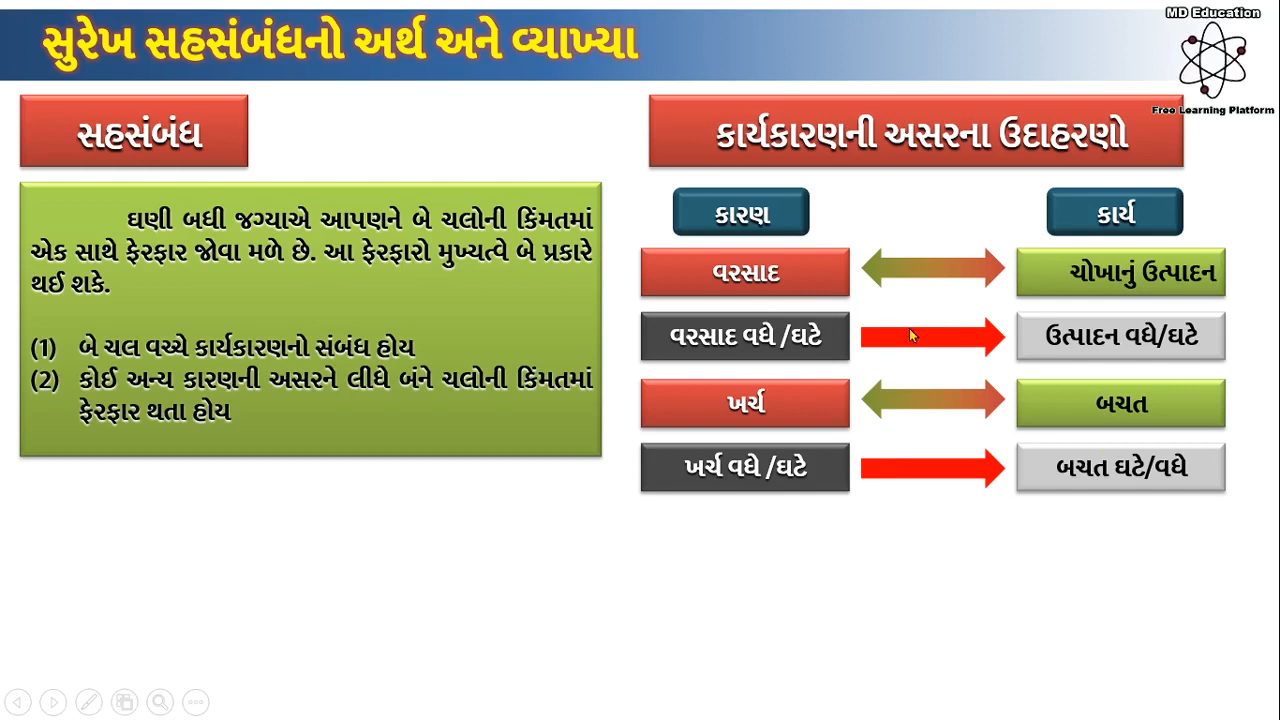 સુરેખ સહસંબંધનો અર્થ અને વ્યાખ્યા
MD Education
Free Learning Platform
સહસંબંધ
ઘણી બધી જગ્યાએ આપણને બે ચલોની કિંમતમાં
એક સાથે ફેરફાર જોવા મળે છે. આ ફેરફારો મુખ્યત્વે બે પ્રકારે
થઈ શકે.
(1) બે ચલ વચ્ચે કાર્યકારણનો સંબંધ હોય
(2) કોઈ અન્ય કારણની અસરને લીધે બંને ચલોની કિંમતમાં
ફેરફાર થતા હોય
કાર્યકારણની અસરના ઉદાહરણો
કારણ કાર્ય
વરસાદ ચોખાનું ઉત્પાદન
વરસાદ વધે /ઘટે ઉત્પાદન વધે/ઘટે
ખર્ચ બચત
ખર્ચ વધે /ઘટે બચત ઘટે/વધે